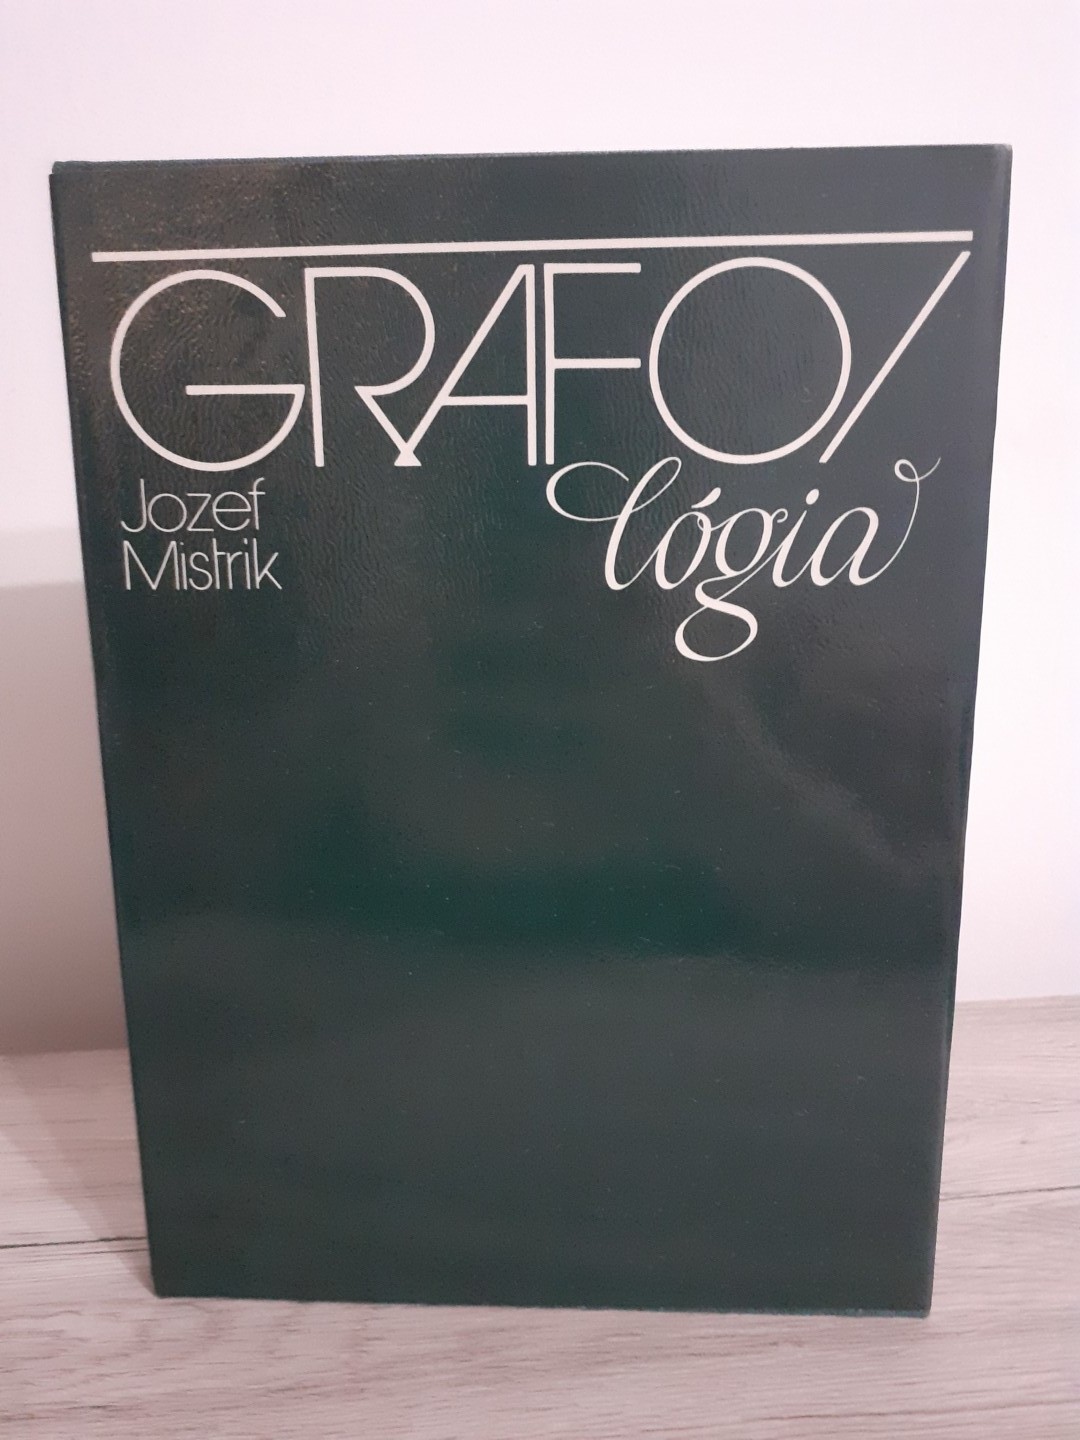 GRAFO/
lógia
Jozef
Mistrik